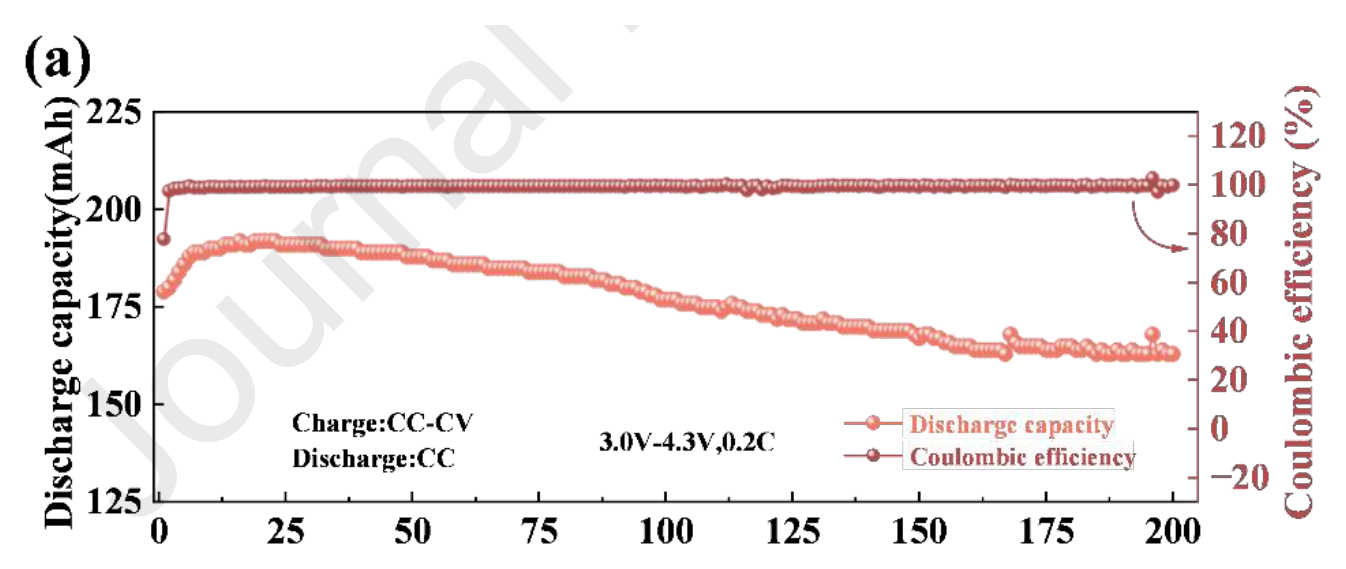 (a)
Discharge capacity(mAh)
225
200
175
150
125
Charge:CC-CV
Discharge:CC
3.0V-4.3V,0.2C
Discharge capacity
Coulombic efficiency
120
100
80
60
40
20
0
−20
Coulombic efficiency (%)
0
25
50
75
100
125
150
175
200
Journal